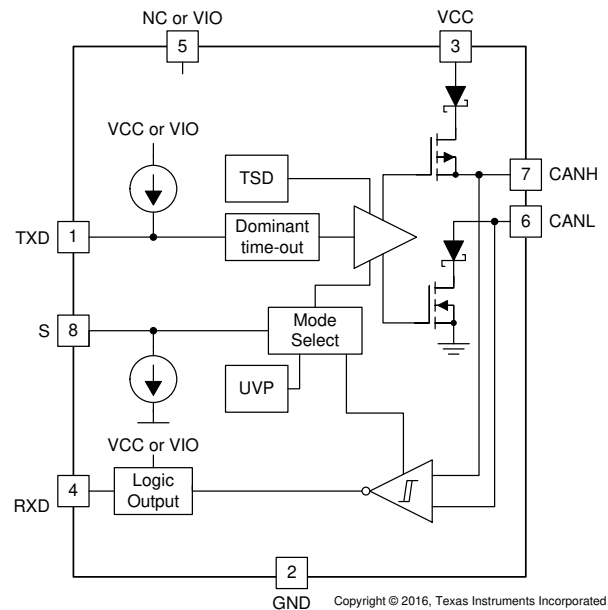 NC or VIO
VCC
5
3
VCC or VIO
TSD
7
CANH
TXD
1
Dominant
time-out
6
CANL
S
8
Mode
Select
UVP
VCC or VIO
RXD
4
Logic
Output
2
GND
Copyright © 2016, Texas Instruments Incorporated